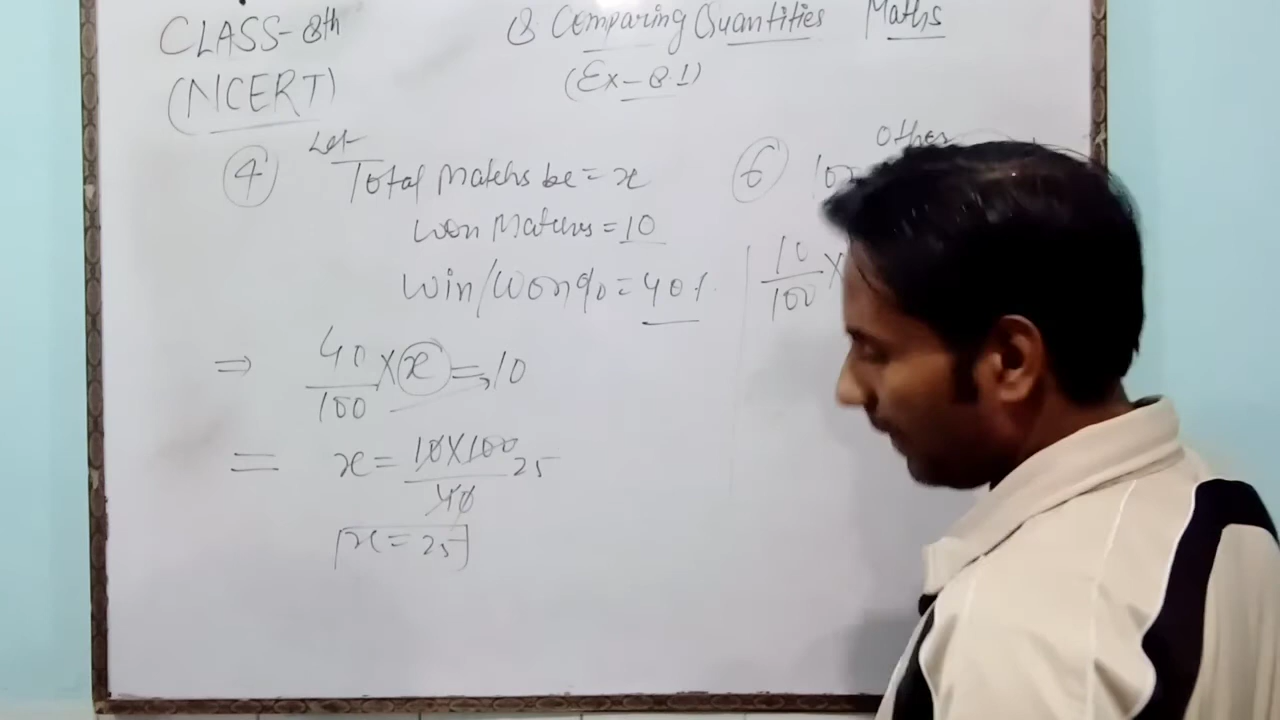 CLASS-8th
(NCERT)
8 Comparing Quantities Maths
(Ex-8.1)
4
Let
Total Matchs be = x
Won Matches = 10
Win/Won % = 40%
⇒ 40/100 × x = 10
= x = 10×100/40 25
x = 25
6
Other
10/100 ×